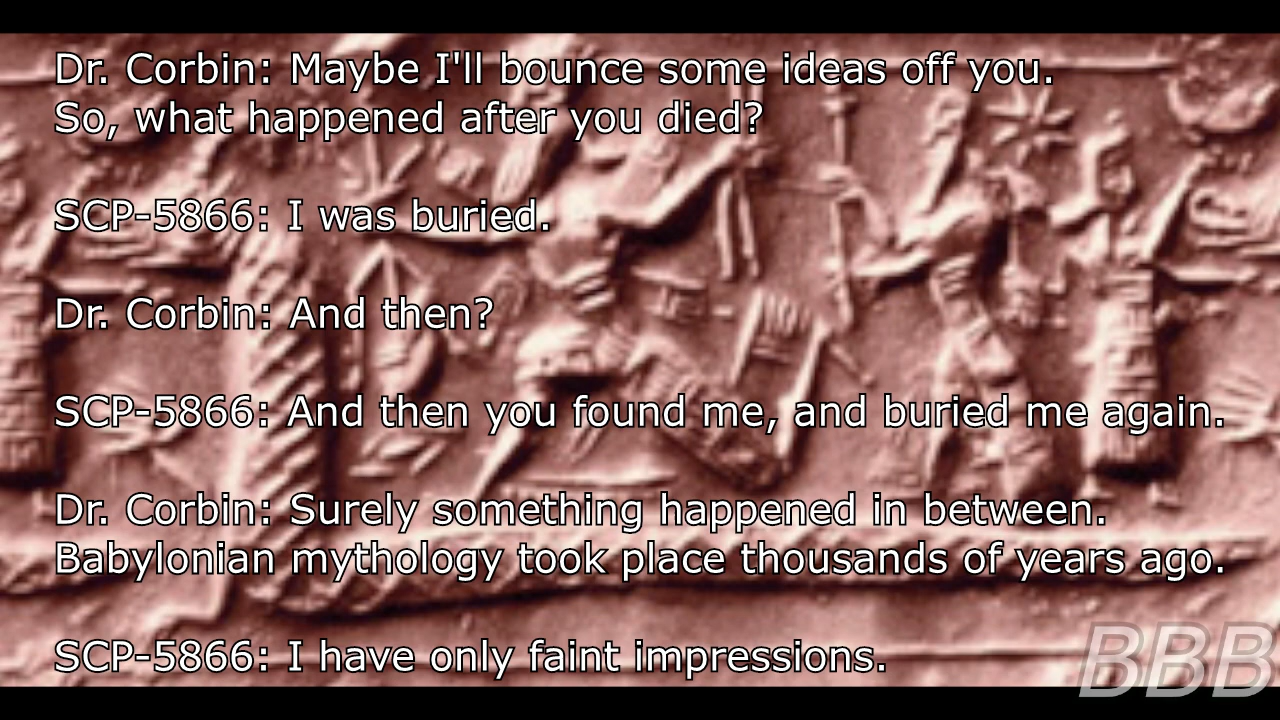 Dr. Corbin: Maybe I'll bounce some ideas off you.
So, what happened after you died?
SCP-5866: I was buried.
Dr. Corbin: And then?
SCP-5866: And then you found me, and buried me again.
Dr. Corbin: Surely something happened in between.
Babylonian mythology took place thousands of years ago.
SCP-5866: I have only faint impressions.
BBB